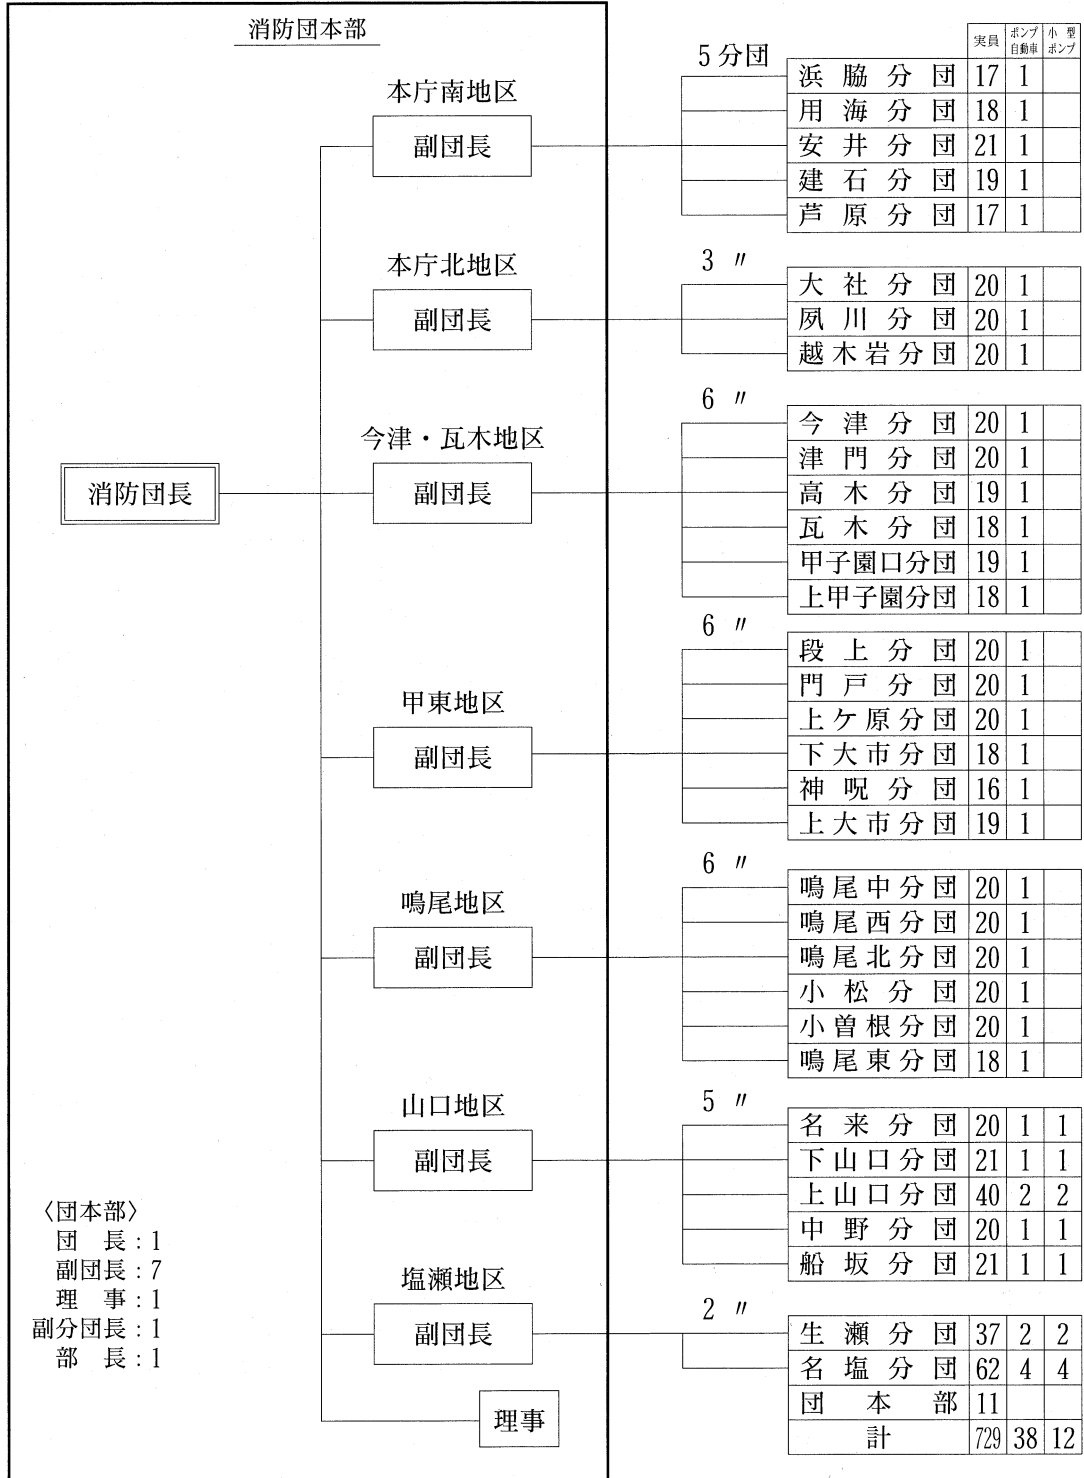 消防団本部
実員 ポンプ自動車 小型ポンプ
本庁南地区
副団長
5分団
浜脇分団 17 1
用海分団 18 1
安井分団 21 1
建石分団 19 1
芦原分団 17 1
本庁北地区
副団長
3 〃
大社分団 20 1
夙川分団 20 1
越木岩分団 20 1
消防団長
今津・瓦木地区
副団長
6 〃
今津分団 20 1
津門分団 20 1
高木分団 19 1
瓦木分団 18 1
甲子園口分団 19 1
上甲子園分団 18 1
甲東地区
副団長
6 〃
段上分団 20 1
門戸分団 20 1
上ケ原分団 20 1
下大市分団 18 1
神呪分団 16 1
上大市分団 19 1
鳴尾地区
副団長
6 〃
鳴尾中分団 20 1
鳴尾西分団 20 1
鳴尾北分団 20 1
小松分団 20 1
小曽根分団 20 1
鳴尾東分団 18 1
山口地区
副団長
5 〃
名来分団 20 1 1
下山口分団 21 1 1
上山口分団 40 2 2
中野分団 20 1 1
船坂分団 21 1 1
塩瀬地区
副団長
2 〃
生瀬分団 37 2 2
名塩分団 62 4 4
団本部 11
計 729 38 12
理事
〈団本部〉
団長：1
副団長：7
理事：1
副分団長：1
部長：1